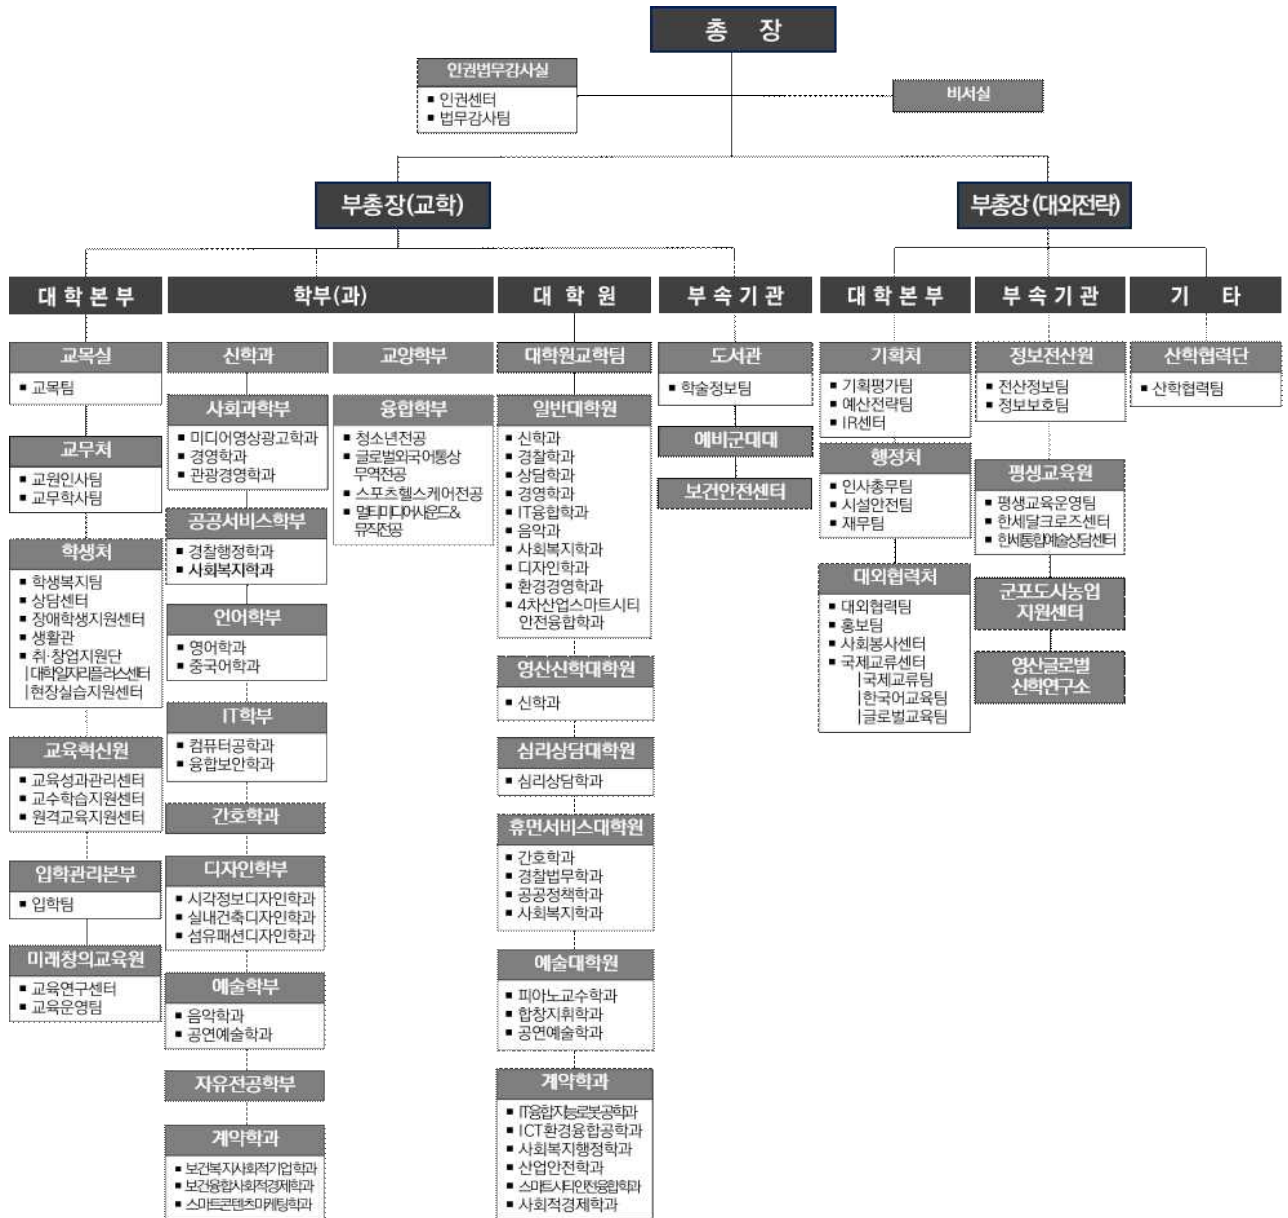 총 장
인권법무감사실
■ 인권센터
■ 법무감사팀
비서실
부총장(교학)
부총장(대외전략)
대학본부
학부(과)
대 학 원
부속기관
대학본부
부속기관
기 타
교목실
■ 교목팀
교무처
■ 교원인사팀
■ 교무학사팀
학생처
■ 학생복지팀
■ 상담센터
■ 장애학생지원센터
■ 생활관
■ 취·창업지원단
|대학일자리플러스센터
|현장실습지원센터
교육혁신원
■ 교육성과관리센터
■ 교수학습지원센터
■ 원격교육지원센터
입학관리본부
■ 입학팀
미래창의교육원
■ 교육연구센터
■ 교육운영팀
신학과
사회과학부
■ 미디어영상광고학과
■ 경영학과
■ 관광경영학과
공공서비스학부
■ 경찰행정학과
■ 사회복지학과
언어학부
■ 영어학과
■ 중국어학과
IT학부
■ 컴퓨터공학과
■ 융합보안학과
간호학과
디자인학부
■ 시각정보디자인학과
■ 실내건축디자인학과
■ 섬유패션디자인학과
예술학부
■ 음악학과
■ 공연예술학과
자유전공학부
계약학과
■ 보건복지사회적기업학과
■ 보건융합사회적경제학과
■ 스마트콘텐츠마케팅학과
교양학부
융합학부
■ 청소년전공
■ 글로벌외국어통상
무역전공
■ 스포츠헬스케어전공
■ 멀티미디어사운드&
뮤직전공
대학원교학팀
일반대학원
■ 신학과
■ 경찰학과
■ 상담학과
■ 경영학과
■ IT융합학과
■ 음악과
■ 사회복지학과
■ 디자인학과
■ 환경경영학과
■ 4차산업스마트시티
안전융합학과
영산신학대학원
■ 신학과
심리상담대학원
■ 심리상담학과
휴먼서비스대학원
■ 간호학과
■ 경찰법무학과
■ 공공정책학과
■ 사회복지학과
예술대학원
■ 피아노교수학과
■ 합창지휘학과
■ 공연예술학과
계약학과
■ IT융합지능로봇공학과
■ ICT환경융합공학과
■ 사회복지행정학과
■ 산업안전학과
■ 스마트시티안전융합학과
■ 사회적경제학과
도서관
■ 학술정보팀
예비군대대
보건안전센터
기획처
■ 기획평가팀
■ 예산전략팀
■ IR센터
행정처
■ 인사총무팀
■ 시설안전팀
■ 재무팀
대외협력처
■ 대외협력팀
■ 홍보팀
■ 사회봉사센터
■ 국제교류센터
|국제교류팀
|한국어교육팀
|글로벌교육팀
정보전산원
■ 전산정보팀
■ 정보보호팀
평생교육원
■ 평생교육운영팀
■ 한세달크로즈센터
■ 한세통합예술상담센터
군포도시농업
지원센터
영산글로벌
신학연구소
산학협력단
■ 산학협력팀